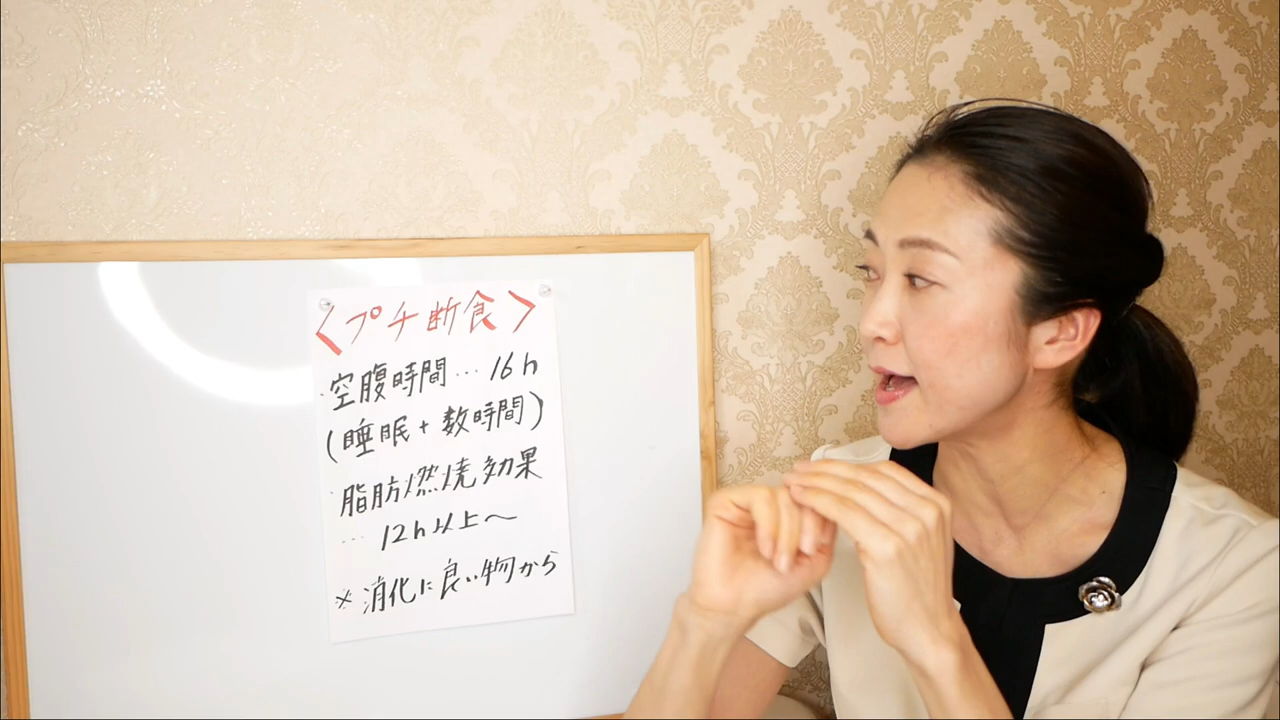 <プチ断食>
空腹時間…16h
(睡眠+数時間)
脂肪燃焼効果
…12h以上〜
※消化に良い物から